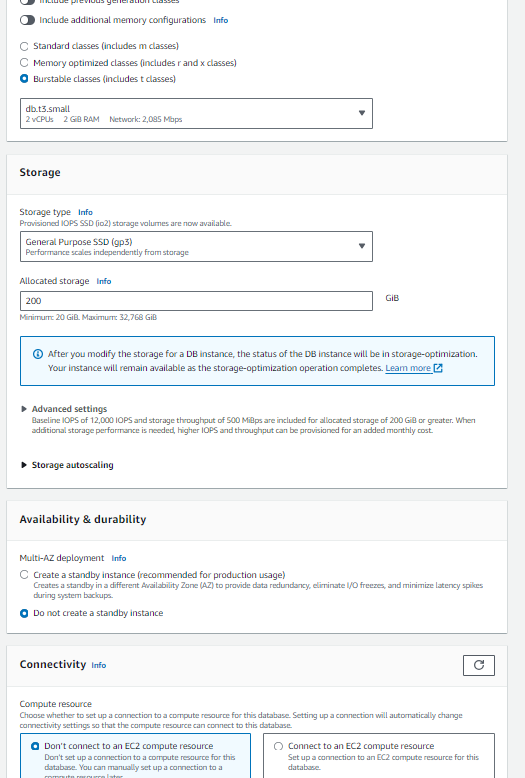 Include previous generation classes
Include additional memory configurations Info
Standard classes (includes m classes)
Memory optimized classes (includes r and x classes)
Burstable classes (includes t classes)
db.t3.small
2 vCPUs 2 GiB RAM Network: 2,085 Mbps
Storage
Storage type Info
Provisioned IOPS SSD (io2) storage volumes are now available.
General Purpose SSD (gp3)
Performance scales independently from storage
Allocated storage Info
200
GiB
Minimum: 20 GiB. Maximum: 32,768 GiB
After you modify the storage for a DB instance, the status of the DB instance will be in storage-optimization.
Your instance will remain available as the storage-optimization operation completes. Learn more
Advanced settings
Baseline IOPS of 12,000 IOPS and storage throughput of 500 MiBps are included for allocated storage of 200 GiB or greater. When
additional storage performance is needed, higher IOPS and throughput can be provisioned for an added monthly cost.
Storage autoscaling
Availability & durability
Multi-AZ deployment Info
Create a standby instance (recommended for production usage)
Creates a standby in a different Availability Zone (AZ) to provide data redundancy, eliminate I/O freezes, and minimize latency spikes
during system backups.
Do not create a standby instance
Connectivity Info
Compute resource
Choose whether to set up a connection to a compute resource for this database. Setting up a connection will automatically change
connectivity settings so that the compute resource can connect to this database.
Don't connect to an EC2 compute resource
Don't set up a connection to a compute resource for this
database. You can manually set up a connection to a
compute resource later.
Connect to an EC2 compute resource
Set up a connection to an EC2 compute resource for this
database.